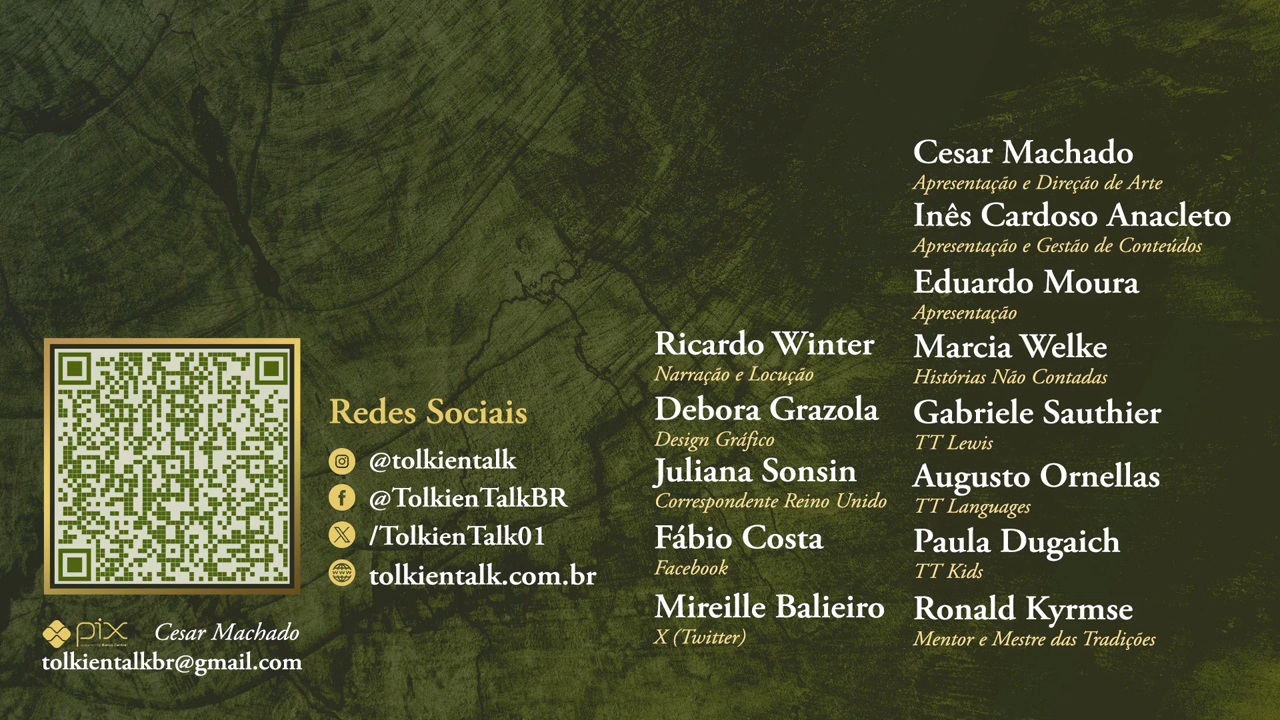 Redes Sociais
@tolkientalk
@TolkienTalkBR
/TolkienTalk01
tolkientalk.com.br
pix
Cesar Machado
tolkientalkbr@gmail.com
Ricardo Winter
Narração e Locução
Debora Grazola
Design Gráfico
Juliana Sonsin
Correspondente Reino Unido
Fábio Costa
Facebook
Mireille Balieiro
X (Twitter)
Cesar Machado
Apresentação e Direção de Arte
Inês Cardoso Anacleto
Apresentação e Gestão de Conteúdos
Eduardo Moura
Apresentação
Marcia Welke
Histórias Não Contadas
Gabriele Sauthier
TT Lewis
Augusto Ornellas
TT Languages
Paula Dugaich
TT Kids
Ronald Kyrmse
Mentor e Mestre das Tradições